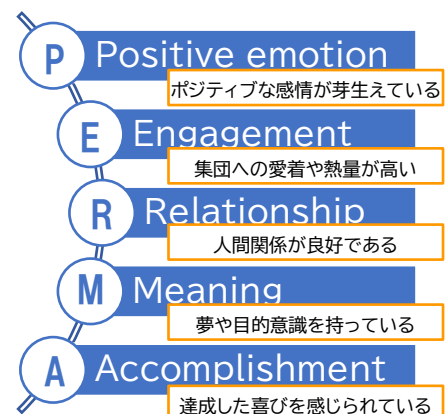 P Positive emotion
ポジティブな感情が芽生えている
E Engagement
集団への愛着や熱量が高い
R Relationship
人間関係が良好である
M Meaning
夢や目的意識を持っている
A Accomplishment
達成した喜びを感じられている